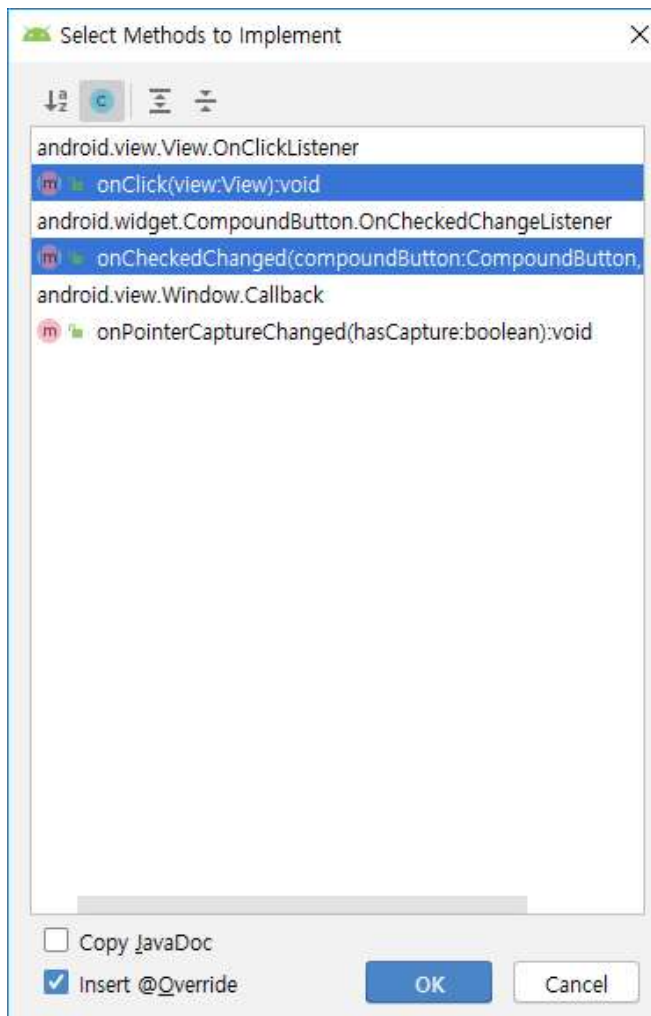 Select Methods to Implement
android.view.View.OnClickListener
m onClick(view:View):void
android.widget.CompoundButton.OnCheckedChangeListener
m onCheckedChanged(compoundButton:CompoundButton,
android.view.Window.Callback
m onPointerCaptureChanged(hasCapture:boolean):void
Copy JavaDoc
Insert @Override
OK Cancel